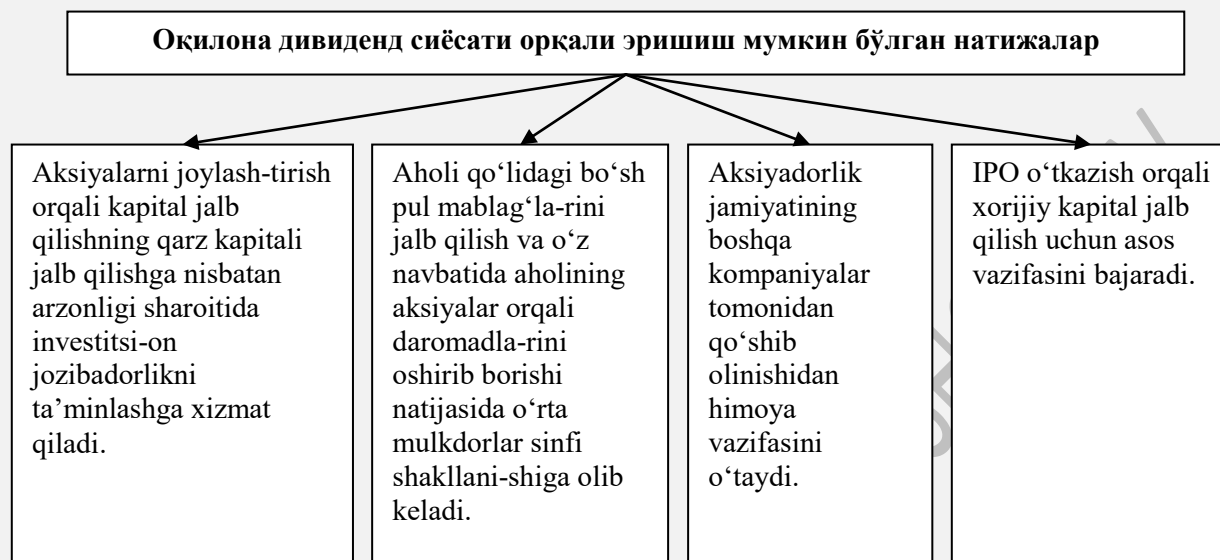 Оқилона дивиденд сиёсати орқали эришиш мумкин бўлган натижалар
Aksiyalarni joylash-tirish
orqali kapital jalb
qilishning qarz kapitali
jalb qilishga nisbatan
arzonligi sharoitida
investitsi-on
jozibadorlikni
ta’minlashga xizmat
qiladi.
Aholi qo‘lidagi bo‘sh
pul mablag‘la-rini
jalb qilish va o‘z
navbatida aholining
aksiyalar orqali
daromadla-rini
oshirib borishi
natijasida o‘rta
mulkdorlar sinfi
shakllani-shiga olib
keladi.
Aksiyadorlik
jamiyatining
boshqa
kompaniyalar
tomonidan
qo‘shib
olinishidan
himoya
vazifasini
o‘taydi.
IPO o‘tkazish orqali
xorijiy kapital jalb
qilish uchun asos
vazifasini bajaradi.